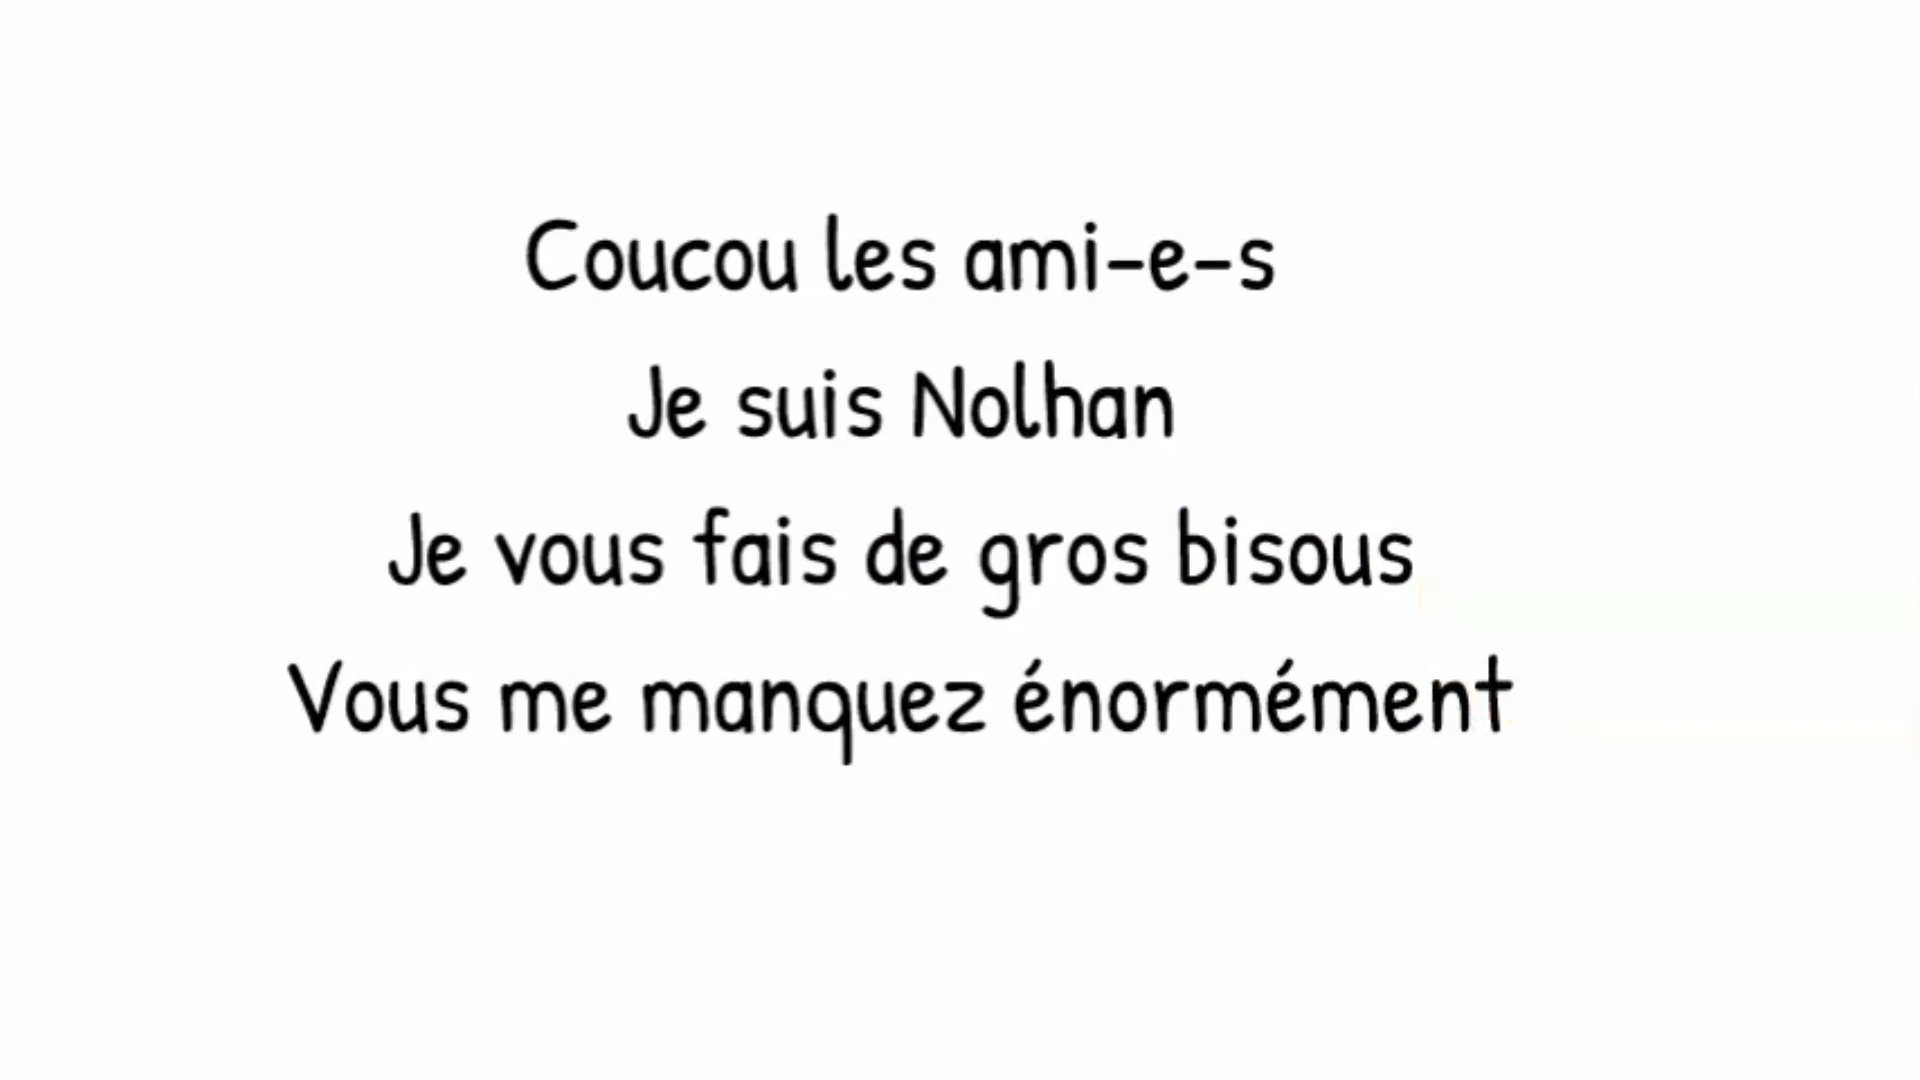 Coucou les ami-e-s
Je suis Nolhan
Je vous fais de gros bisous
Vous me manquez énormément